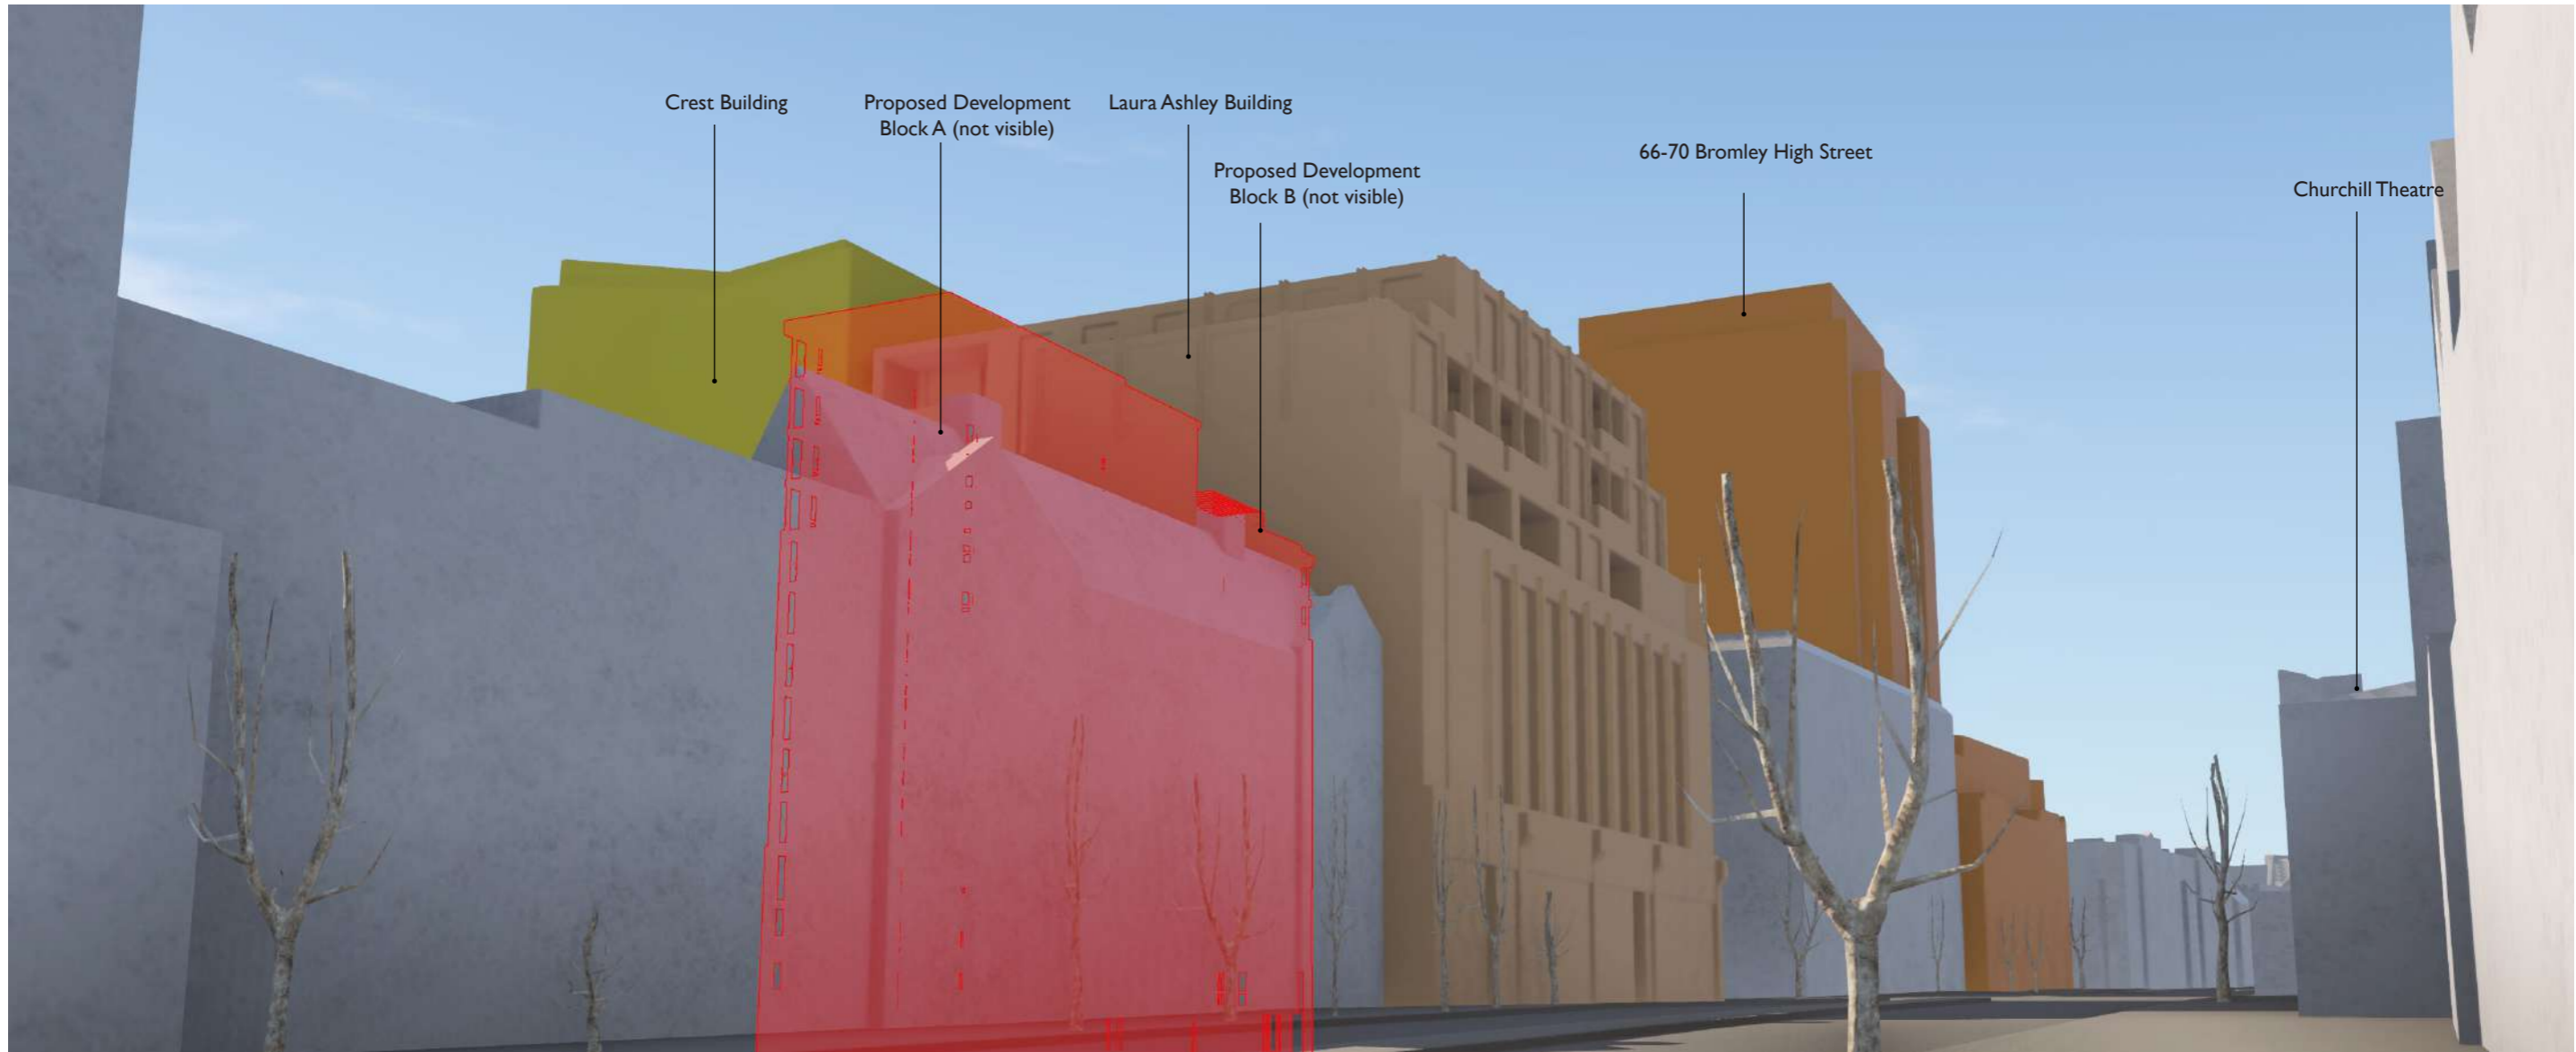 Crest Building
Proposed Development
Block A (not visible)
Laura Ashley Building
Proposed Development
Block B (not visible)
66-70 Bromley High Street
Churchill Theatre